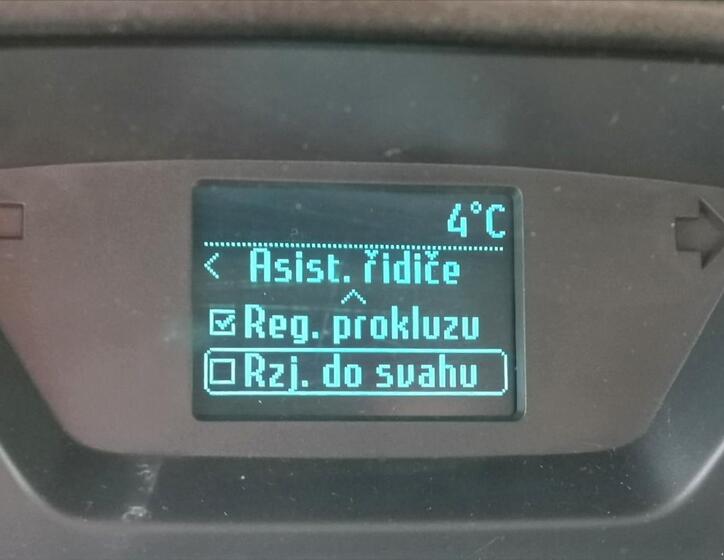 4°C
< Asist. řidiče
Reg. prokluzu
Rzj. do svahu